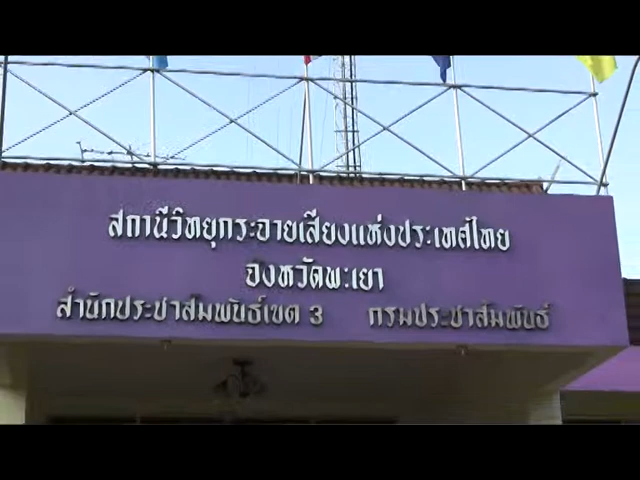 สถานีวิทยุกระจายเสียงแห่งประเทศไทย
จังหวัดพะเยา
สำนักประชาสัมพันธ์เขต 3 กรมประชาสัมพันธ์